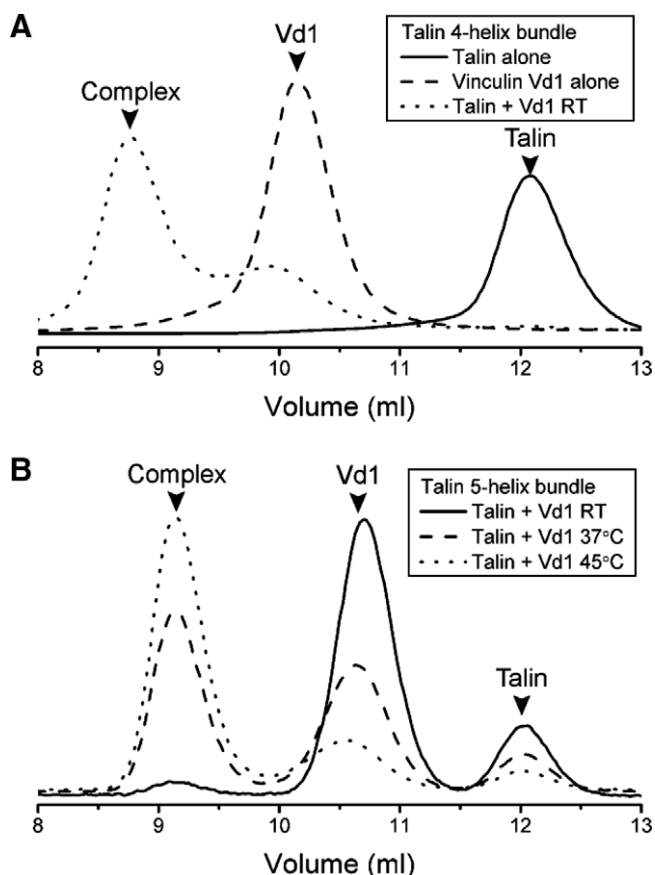 A
Talin 4-helix bundle
Talin alone
Vinculin Vd1 alone
Talin + Vd1 RT
Complex
Vd1
Talin
8 9 10 11 12 13
Volume (ml)
B
Talin 5-helix bundle
Talin + Vd1 RT
Talin + Vd1 37°C
Talin + Vd1 45°C
Complex
Vd1
Talin
8 9 10 11 12 13
Volume (ml)